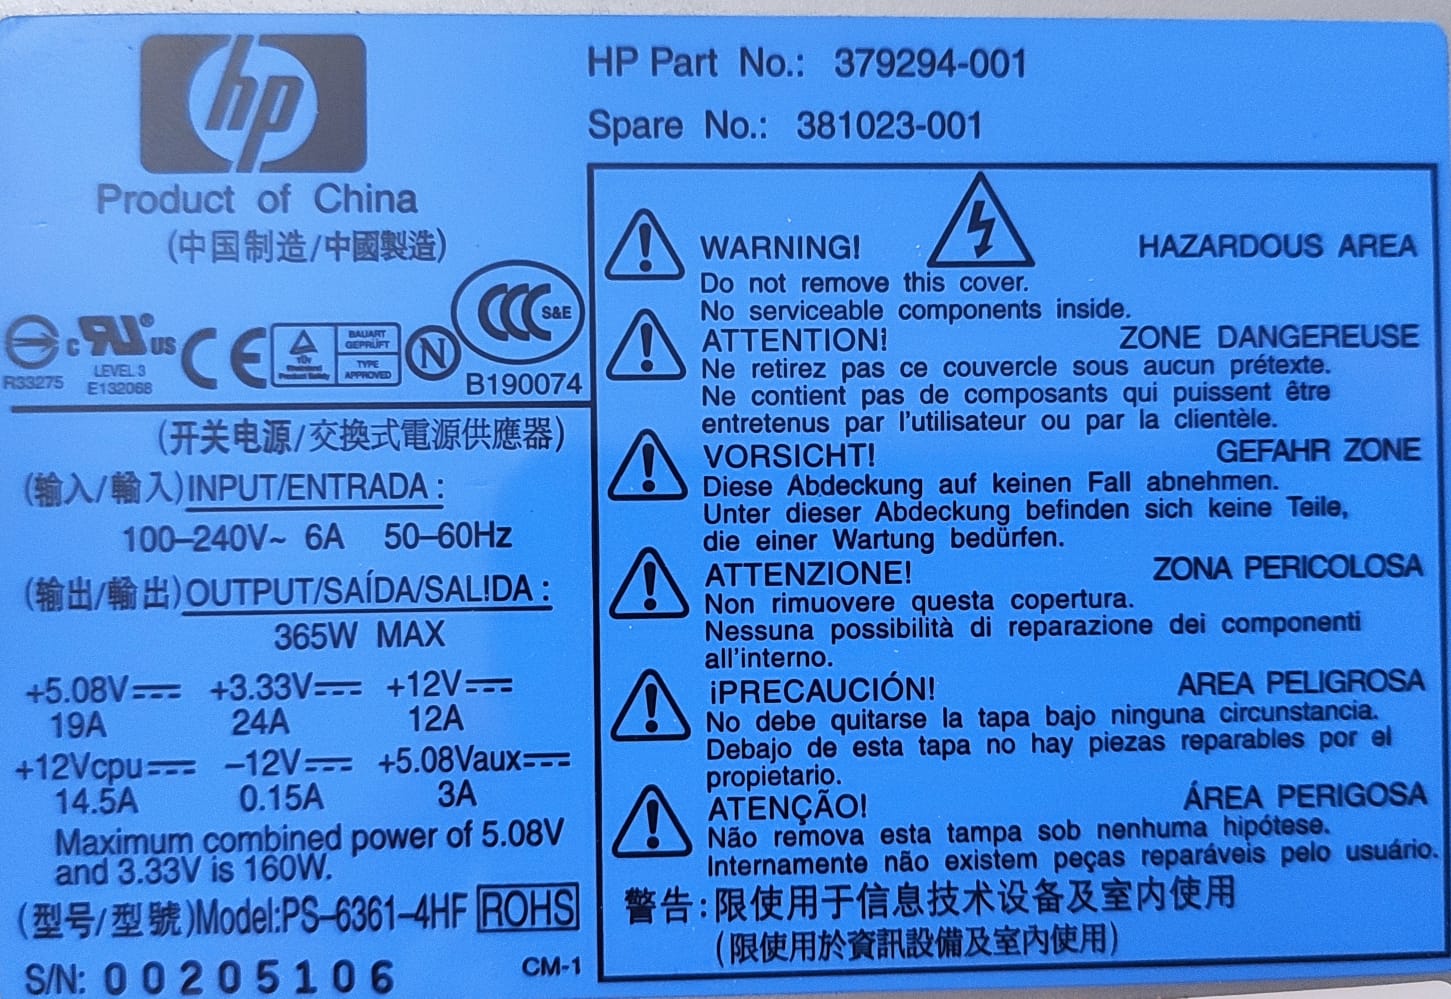 hp
HP Part No.: 379294-001
Spare No.: 381023-001
Product of China
(中国制造/中國製造)
R33275
c RU® US
LEVEL 3
E132068
CE
TÜV
Rheinland
Product Safety
BAUART
GEPRÜFT
TYPE
APPROVED
N
CCC S&E
B190074
(开关电源/交換式電源供應器)
(输入/輸入)INPUT/ENTRADA :
100–240V~ 6A 50–60Hz
(输出/輸出)OUTPUT/SAÍDA/SAL!DA :
365W MAX
+5.08V +3.33V +12V
19A 24A 12A
+12Vcpu –12V +5.08Vaux
14.5A 0.15A 3A
Maximum combined power of 5.08V
and 3.33V is 160W.
(型号/型號)Model:PS–6361–4HF ROHS
S/N: 00205106 CM-1
WARNING! HAZARDOUS AREA
Do not remove this cover.
No serviceable components inside.
ATTENTION! ZONE DANGEREUSE
Ne retirez pas ce couvercle sous aucun prétexte.
Ne contient pas de composants qui puissent être
entretenus par l'utilisateur ou par la clientèle.
VORSICHT! GEFAHR ZONE
Diese Abdeckung auf keinen Fall abnehmen.
Unter dieser Abdeckung befinden sich keine Teile,
die einer Wartung bedürfen.
ATTENZIONE! ZONA PERICOLOSA
Non rimuovere questa copertura.
Nessuna possibilità di reparazione dei componenti
all'interno.
¡PRECAUCIÓN! AREA PELIGROSA
No debe quitarse la tapa bajo ninguna circunstancia.
Debajo de esta tapa no hay piezas reparables por el
propietario.
ATENÇÃO! ÁREA PERIGOSA
Não remova esta tampa sob nenhuma hipótese.
Internamente não existem peças reparáveis pelo usuário.
警告:限使用于信息技术设备及室内使用
(限使用於資訊設備及室內使用)